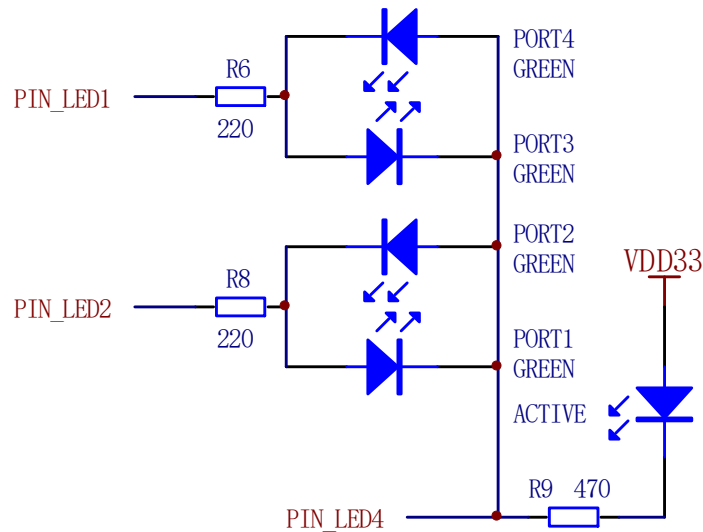 PORT4
GREEN
R6
PIN_LED1
220
PORT3
GREEN
PORT2
GREEN
VDD33
R8
PIN_LED2
220
PORT1
GREEN
ACTIVE
R9 470
PIN_LED4